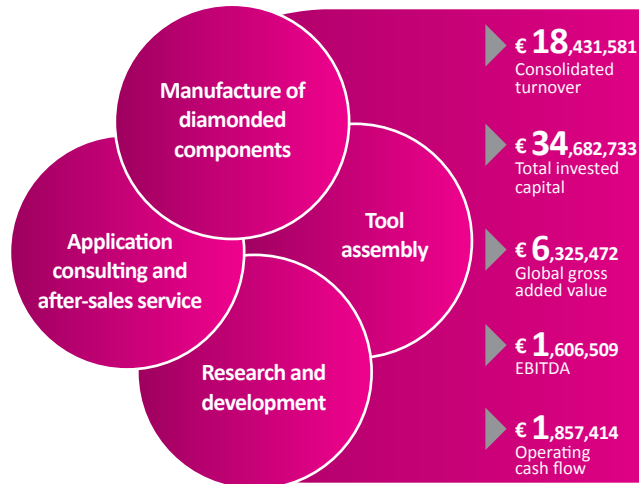 Manufacture of
diamonded
components
Tool
assembly
Application
consulting and
after-sales service
Research and
development
€ 18,431,581
Consolidated
turnover
€ 34,682,733
Total invested
capital
€ 6,325,472
Global gross
added value
€ 1,606,509
EBITDA
€ 1,857,414
Operating
cash flow